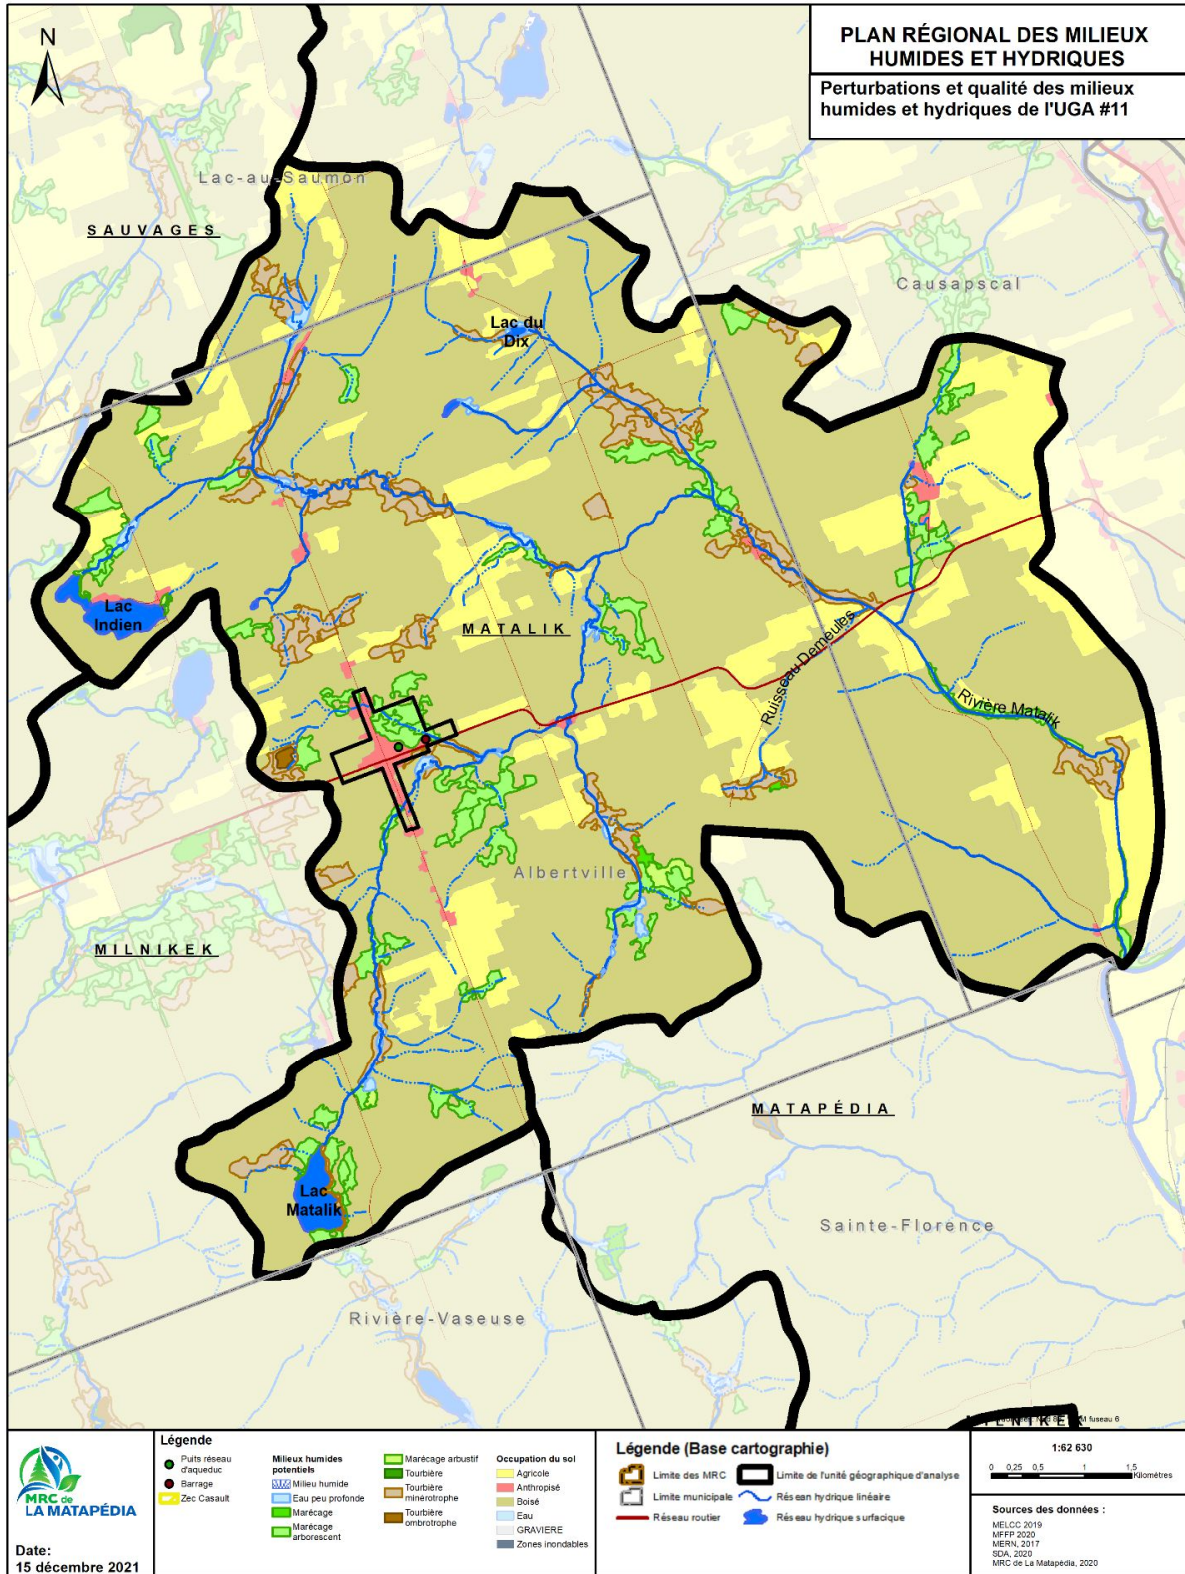 PLAN RÉGIONAL DES MILIEUX
HUMIDES ET HYDRIQUES
Perturbations et qualité des milieux
humides et hydriques de l'UGA #11
N
Lac-au-Saumon
SAUVAGES
Causapscal
Lac du
Dix
Lac
Indien
MATALIK
Ruisseau Demeules
Rivière Matalik
Albertville
MILNIKEK
MATAPÉDIA
Lac
Matalik
Sainte-Florence
Rivière-Vaseuse
fuseau 6
MRC de
LA MATAPÉDIA
Date:
15 décembre 2021
Légende
Puits réseau
d'aqueduc
Barrage
Zec Casault
Milieux humides
potentiels
Milieu humide
Eau peu profonde
Marécage
Marécage
arborescent
Marécage arbustif
Tourbière
Tourbière
minérotrophe
Tourbière
ombrotrophe
Occupation du sol
Agricole
Anthropisé
Boisé
Eau
GRAVIERE
Zones inondables
Légende (Base cartographie)
Limite des MRC
Limite municipale
Réseau routier
Limite de l'unité géographique d'analyse
Résean hydrique linéaire
Réseau hydrique surfacique
1:62 630
0 0,25 0,5 1 1,5
Kilomètres
Sources des données :
MELCC 2019
MFFP 2020
MERN, 2017
SDA, 2020
MRC de La Matapédia, 2020